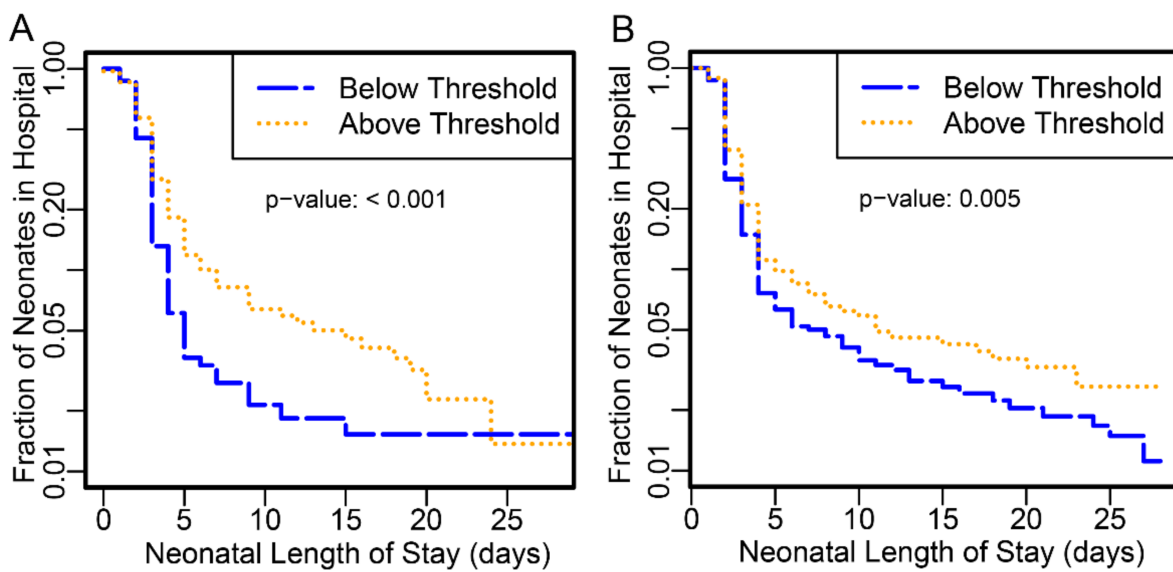 A
Fraction of Neonates in Hospital
1.00
0.20
0.05
0.01
Below Threshold
Above Threshold
p-value: < 0.001
0 5 10 15 20 25
Neonatal Length of Stay (days)
B
Fraction of Neonates in Hospital
1.00
0.20
0.05
0.01
Below Threshold
Above Threshold
p-value: 0.005
0 5 10 15 20 25
Neonatal Length of Stay (days)